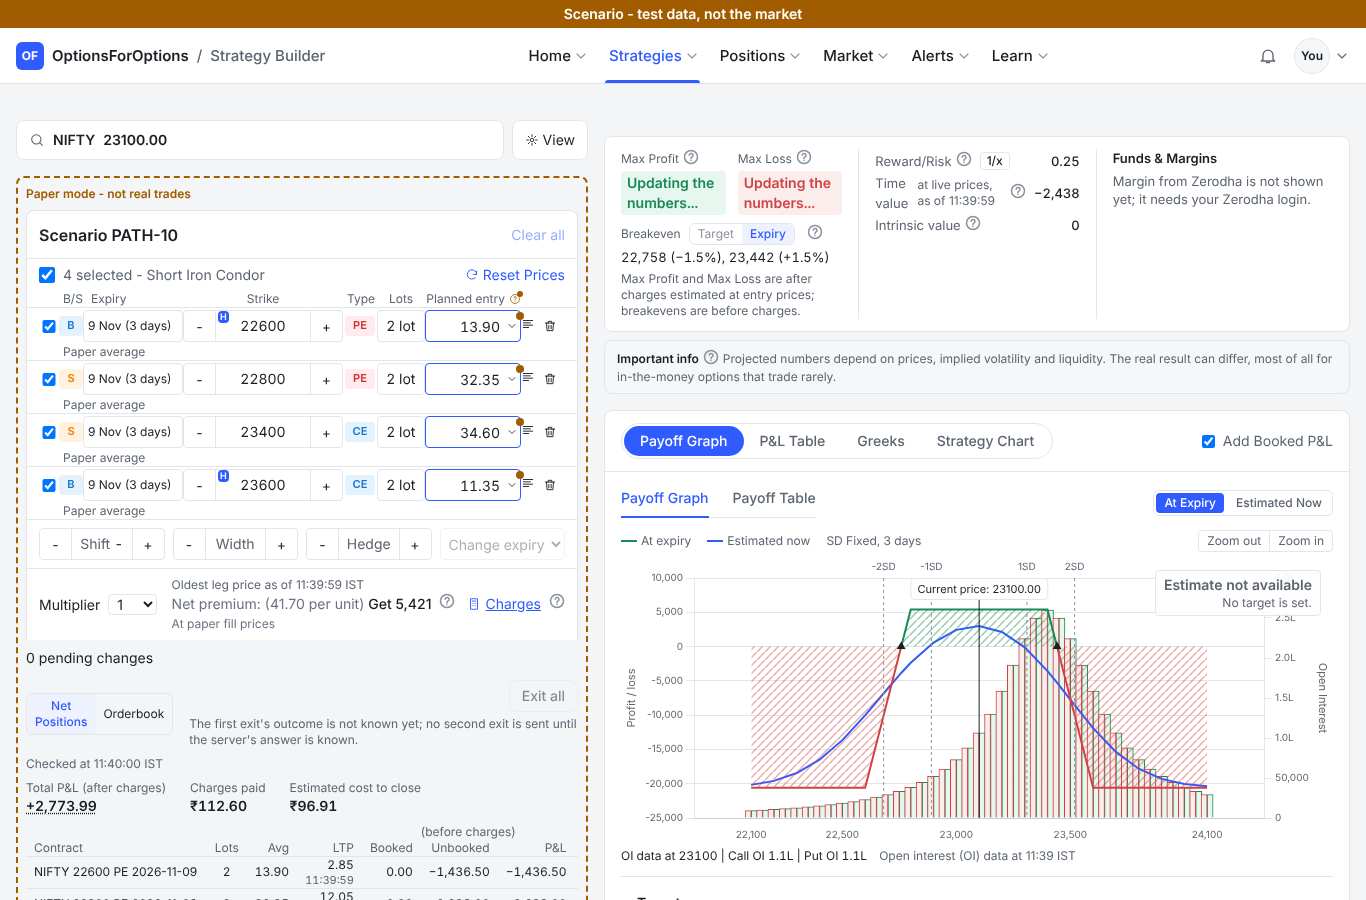 Scenario - test data, not the market
OF OptionsForOptions / Strategy Builder
Home Strategies Positions Market Alerts Learn
You
NIFTY 23100.00
View
Paper mode - not real trades
Scenario PATH-10
Clear all
4 selected - Short Iron Condor
Reset Prices
B/S Expiry Strike Type Lots Planned entry
B 9 Nov (3 days) - H 22600 + PE 2 lot 13.90
Paper average
S 9 Nov (3 days) - 22800 + PE 2 lot 32.35
Paper average
S 9 Nov (3 days) - 23400 + CE 2 lot 34.60
Paper average
B 9 Nov (3 days) - H 23600 + CE 2 lot 11.35
Paper average
- Shift - + - Width + - Hedge + Change expiry
Multiplier 1
Oldest leg price as of 11:39:59 IST
Net premium: (41.70 per unit) Get 5,421
Charges
At paper fill prices
0 pending changes
Net Positions
Orderbook
Exit all
The first exit's outcome is not known yet; no second exit is sent until
the server's answer is known.
Checked at 11:40:00 IST
Total P&L (after charges) Charges paid Estimated cost to close
+2,773.99 ₹112.60 ₹96.91
(before charges)
Contract Lots Avg LTP Booked Unbooked P&L
NIFTY 22600 PE 2026-11-09 2 13.90 2.85 0.00 −1,436.50 −1,436.50
11:39:59
12.05
Max Profit Max Loss
Updating the numbers...
Updating the numbers...
Breakeven Target Expiry
22,758 (−1.5%), 23,442 (+1.5%)
Max Profit and Max Loss are after
charges estimated at entry prices;
breakevens are before charges.
Reward/Risk 1/x 0.25
Time value at live prices, as of 11:39:59 −2,438
Intrinsic value 0
Funds & Margins
Margin from Zerodha is not shown
yet; it needs your Zerodha login.
Important info Projected numbers depend on prices, implied volatility and liquidity. The real result can differ, most of all for
in-the-money options that trade rarely.
Payoff Graph P&L Table Greeks Strategy Chart
Add Booked P&L
Payoff Graph Payoff Table
At Expiry Estimated Now
At expiry Estimated now SD Fixed, 3 days
Zoom out Zoom in
-2SD -1SD 1SD 2SD
Current price: 23100.00
Estimate not available
No target is set.
10,000
5,000
0
-5,000
-10,000
-15,000
-20,000
-25,000
Profit / loss
2.5L
2.0L
1.5L
1.0L
50,000
0
Open Interest
22,100 22,500 23,000 23,500 24,100
OI data at 23100 | Call OI 1.1L | Put OI 1.1L Open interest (OI) data at 11:39 IST